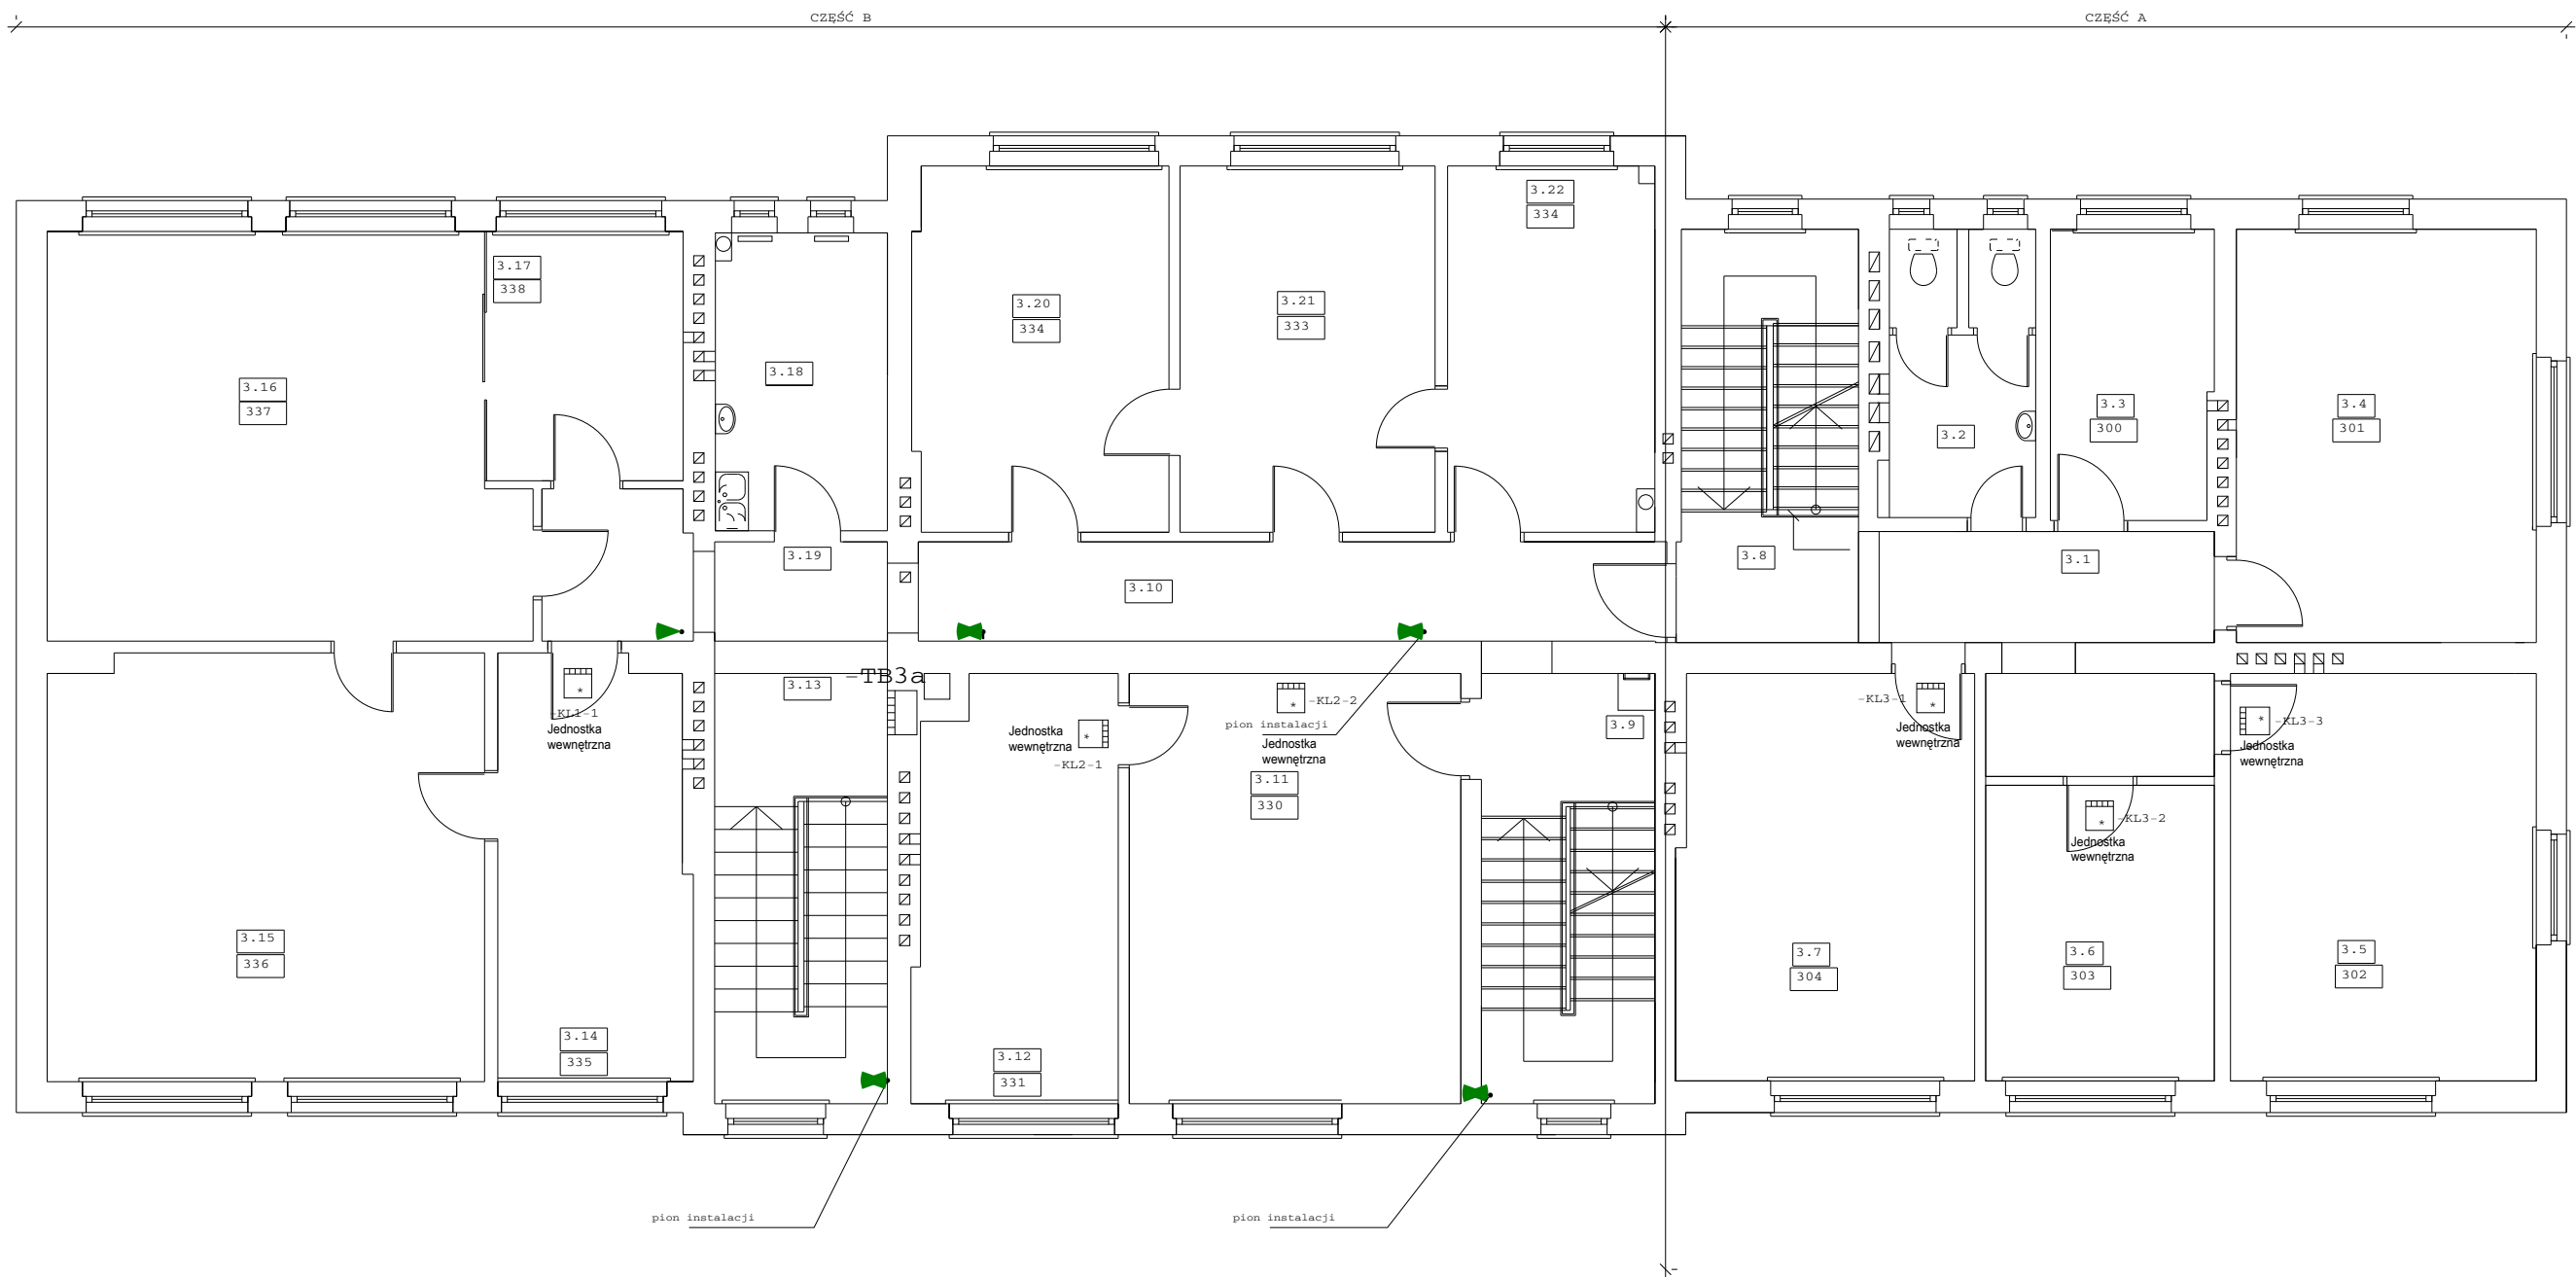 CZĘŚĆ B
CZĘŚĆ A
3.22
334
3.17
338
3.20
334
3.21
333
3.18
3.16
337
3.3
300
3.4
301
3.2
3.19
3.8
3.1
3.10
-TB3a
3.13
-KL1-1
Jednostka
wewnętrzna
Jednostka
wewnętrzna
-KL2-1
-KL2-2
pion instalacji
Jednostka
wewnętrzna
3.11
330
3.9
-KL3-1
Jednostka
wewnętrzna
-KL3-3
Jednostka
wewnętrzna
-KL3-2
Jednostka
wewnętrzna
3.15
336
3.7
304
3.6
303
3.5
302
3.14
335
3.12
331
pion instalacji
pion instalacji